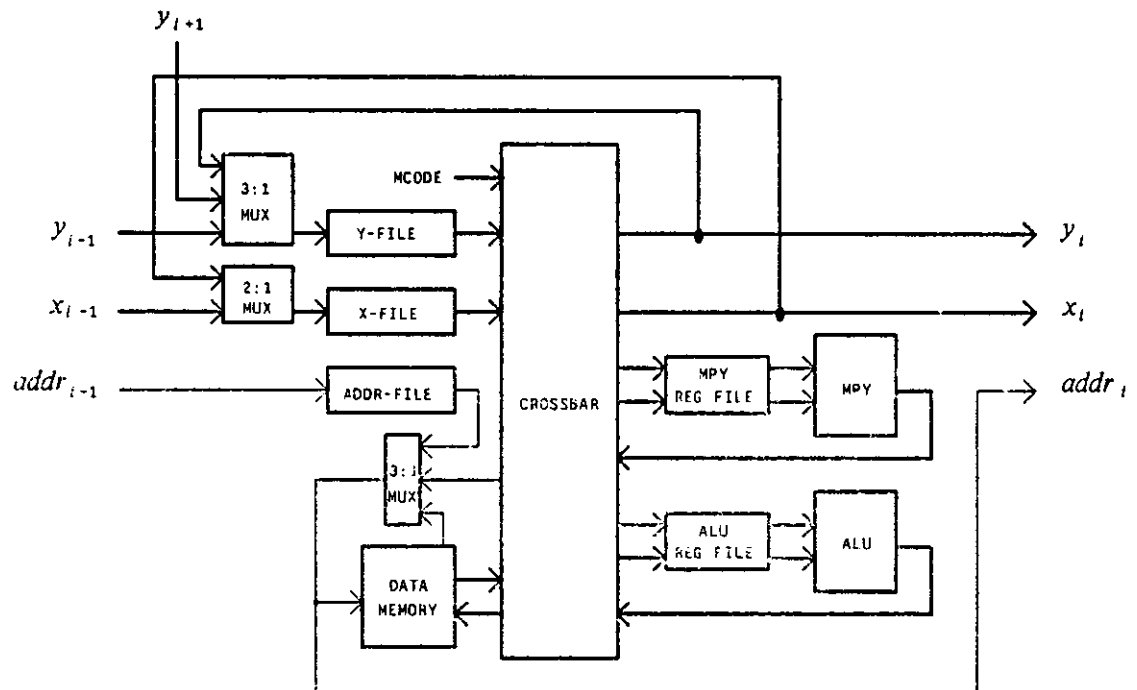 y_{i+1}
3:1
MUX
MCODE
y_{i-1}
Y-FILE
y_i
2:1
MUX
x_{i-1}
X-FILE
x_i
addr_{i-1}
ADDR-FILE
CROSSBAR
MPY
REG FILE
MPY
addr_i
3:1
MUX
ALU
REG FILE
ALU
DATA
MEMORY